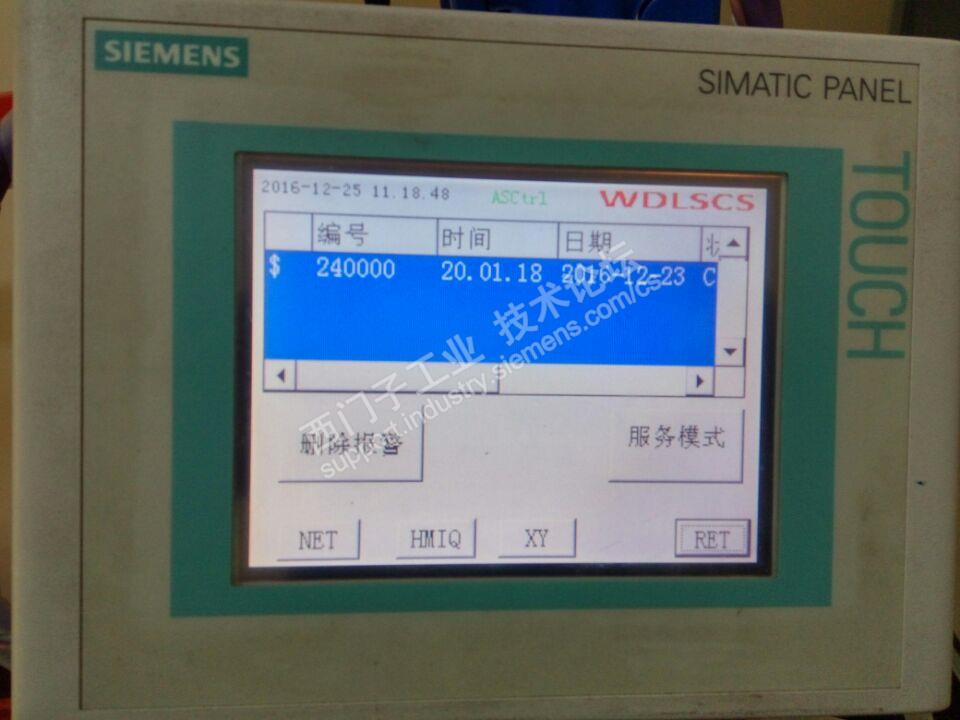 SIEMENS
SIMATIC PANEL
TOUCH
2016-12-25 11.18.48 ASCtrl WDLSCS
编号 时间 日期 状
$ 240000 20.01.18 2016-12-23 C
西门子工业 技术论坛
support.industry.siemens.com/cs
删除报警 服务模式
NET HMIQ XY RET